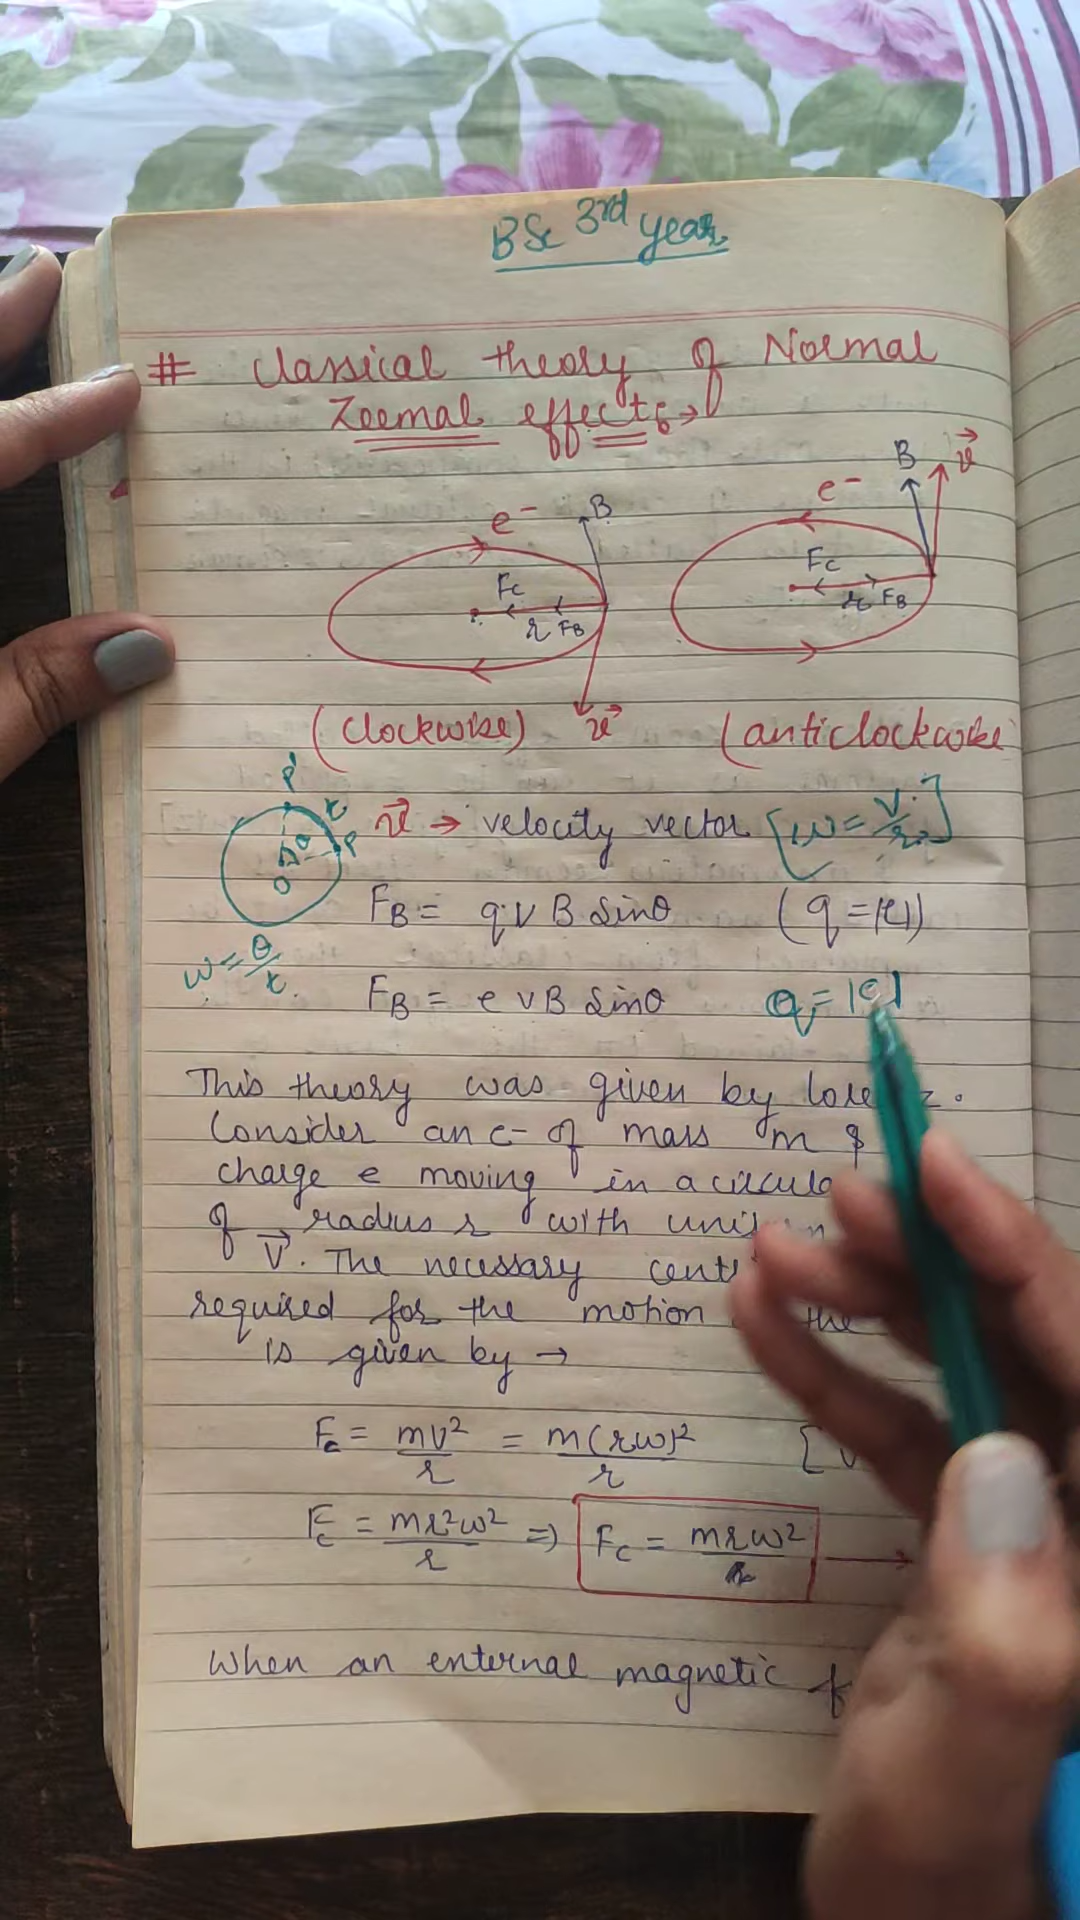 BSc 3rd year
# Classical theory of Normal
Zeemal effect :→
e⁻ B
Fc
r FB
v⃗
(Clockwise)
e⁻ B v⃗
Fc
r FB
(anticlockwise
P' x P
θ
O
ω = θ/t.
v⃗ → velocity vector [ω = v/r]
FB = qvB Sinθ (q = |e|)
FB = evB Sinθ q = |e|
This theory was given by
Consider an e- of mass m &
charge e moving in a
of radius r with
V⃗. The necessary
required for the motion the
is given by →
Fc = mv²/r = m(rω)²/r [V
Fc = mr²ω²/r ⇒ Fc = mrω²
When an enternal magnetic